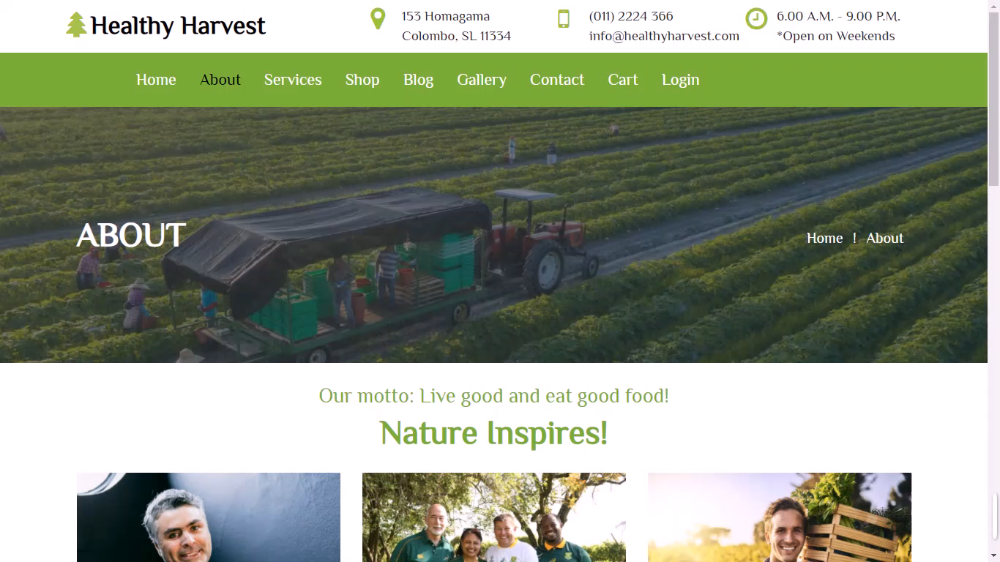 Healthy Harvest
153 Homagama
Colombo, SL 11334
(011) 2224 366
info@healthyharvest.com
6.00 A.M. - 9.00 P.M.
*Open on Weekends
Home About Services Shop Blog Gallery Contact Cart Login
ABOUT
Home ! About
Our motto: Live good and eat good food!
Nature Inspires!